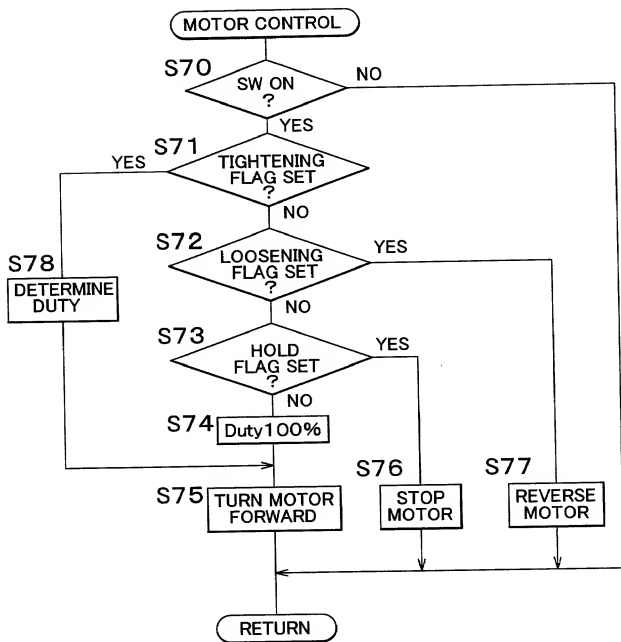 MOTOR CONTROL
S70
SW ON
?
NO
YES
S71
YES
TIGHTENING
FLAG SET
?
NO
S72
LOOSENING
FLAG SET
?
YES
NO
S78
DETERMINE
DUTY
S73
HOLD
FLAG SET
?
YES
NO
S74
Duty100%
S75
TURN MOTOR
FORWARD
S76
STOP
MOTOR
S77
REVERSE
MOTOR
RETURN